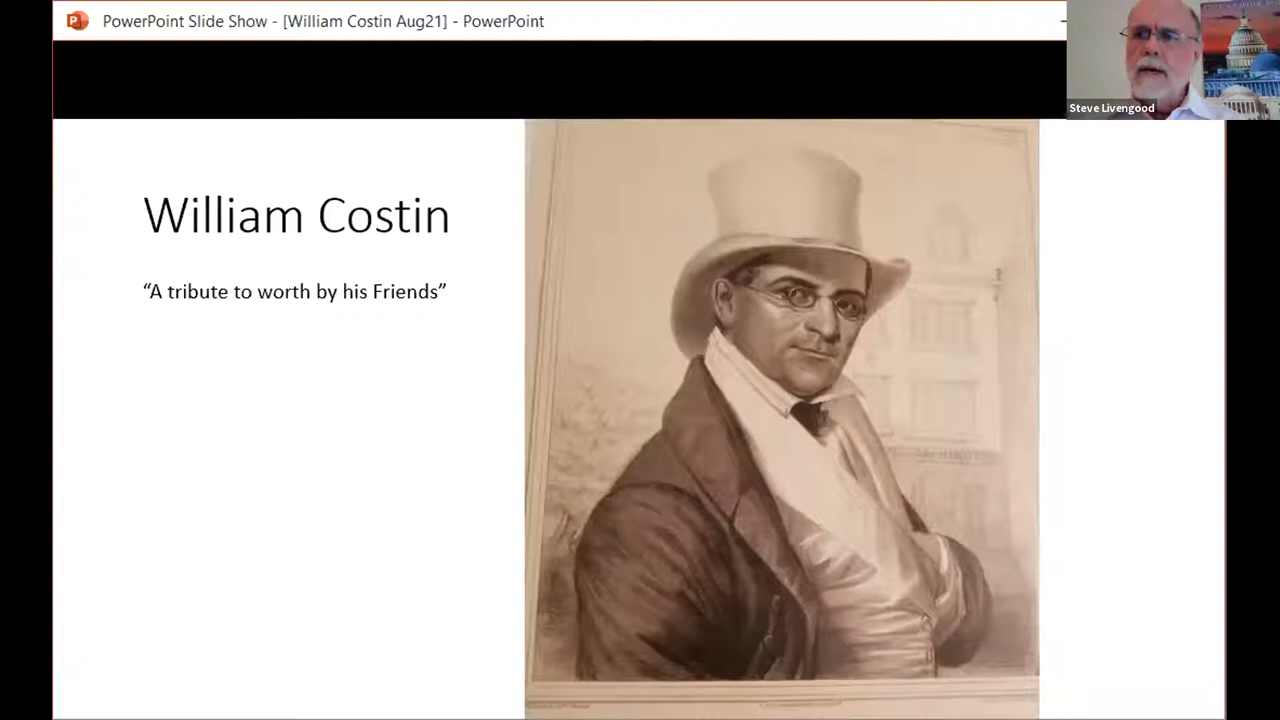 PowerPoint Slide Show - [William Costin Aug21] - PowerPoint
Steve Livengood
William Costin
“A tribute to worth by his Friends”